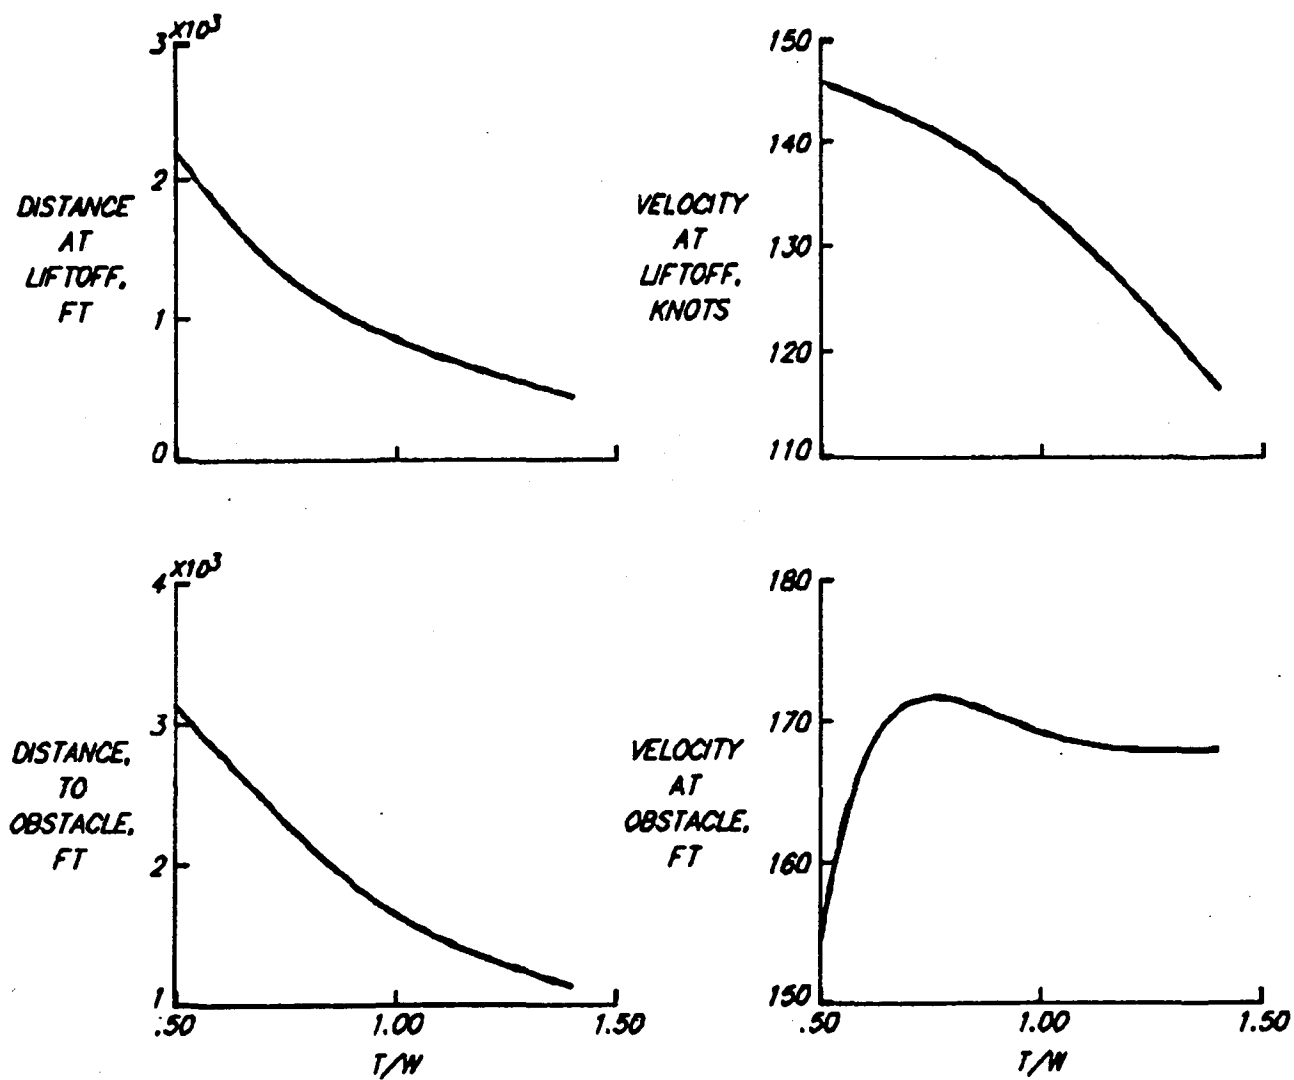 3 X10³
2
1
0
DISTANCE
AT
LIFTOFF,
FT
150
140
130
120
110
VELOCITY
AT
LIFTOFF,
KNOTS
4 X10³
3
2
1
DISTANCE,
TO
OBSTACLE,
FT
.50 1.00 1.50
T/W
180
170
160
150
VELOCITY
AT
OBSTACLE,
FT
.50 1.00 1.50
T/W